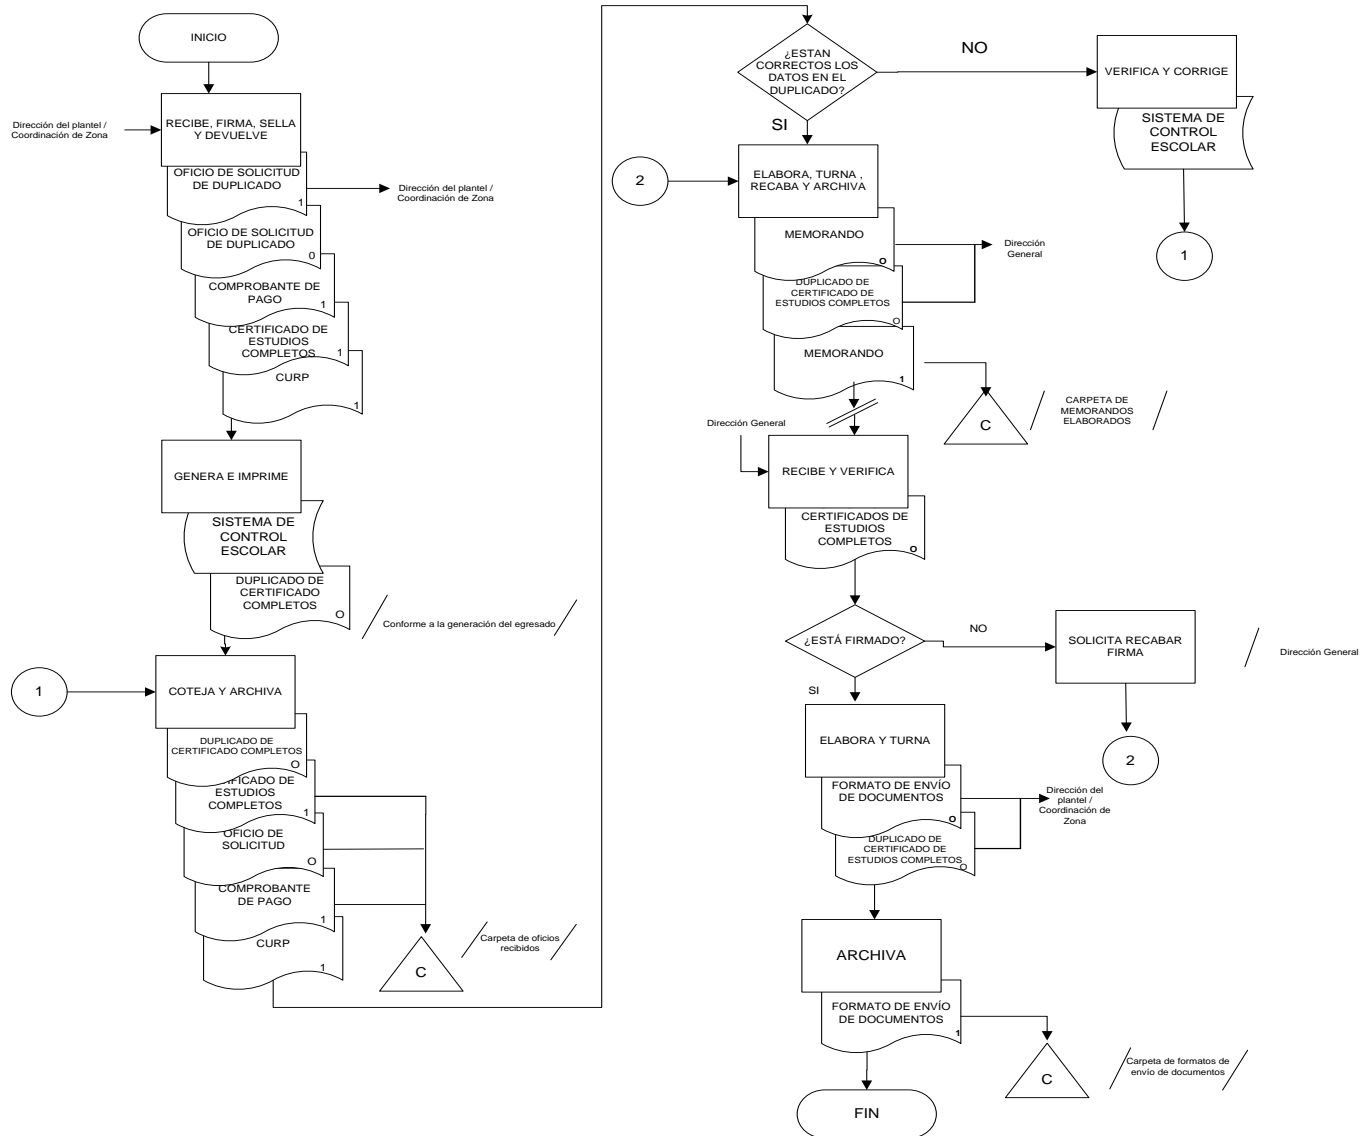 INICIO
Dirección del plantel /
Coordinación de Zona
RECIBE, FIRMA, SELLA
Y DEVUELVE
OFICIO DE SOLICITUD
DE DUPLICADO
1
Dirección del plantel /
Coordinación de Zona
OFICIO DE SOLICITUD
DE DUPLICADO
0
COMPROBANTE DE
PAGO
1
CERTIFICADO DE
ESTUDIOS
COMPLETOS
1
CURP
1
GENERA E IMPRIME
SISTEMA DE
CONTROL
ESCOLAR
DUPLICADO DE
CERTIFICADO
COMPLETOS
O
Conforme a la generación del egresado
1
COTEJA Y ARCHIVA
DUPLICADO DE
CERTIFICADO COMPLETOS
O
IFICADO DE
ESTUDIOS
COMPLETOS
1
OFICIO DE
SOLICITUD
O
COMPROBANTE
DE PAGO
1
CURP
1
C
Carpeta de oficios
recibidos
¿ESTAN
CORRECTOS LOS
DATOS EN EL
DUPLICADO?
NO
VERIFICA Y CORRIGE
SISTEMA DE
CONTROL
ESCOLAR
1
SI
2
ELABORA, TURNA ,
RECABA Y ARCHIVA
MEMORANDO
O
Dirección
General
DUPLICADO DE
CERTIFICADO DE
ESTUDIOS COMPLETOS
O
MEMORANDO
1
C
CARPETA DE
MEMORANDOS
ELABORADOS
Dirección General
RECIBE Y VERIFICA
CERTIFICADOS DE
ESTUDIOS
COMPLETOS
O
¿ESTÁ FIRMADO?
NO
SOLICITA RECABAR
FIRMA
Dirección General
2
SI
ELABORA Y TURNA
FORMATO DE ENVÍO
DE DOCUMENTOS
O
Dirección del
plantel /
Coordinación de
Zona
DUPLICADO DE
CERTIFICADO DE
ESTUDIOS COMPLETOS
O
ARCHIVA
FORMATO DE ENVÍO
DE DOCUMENTOS
1
C
Carpeta de formatos de
envío de documentos
FIN